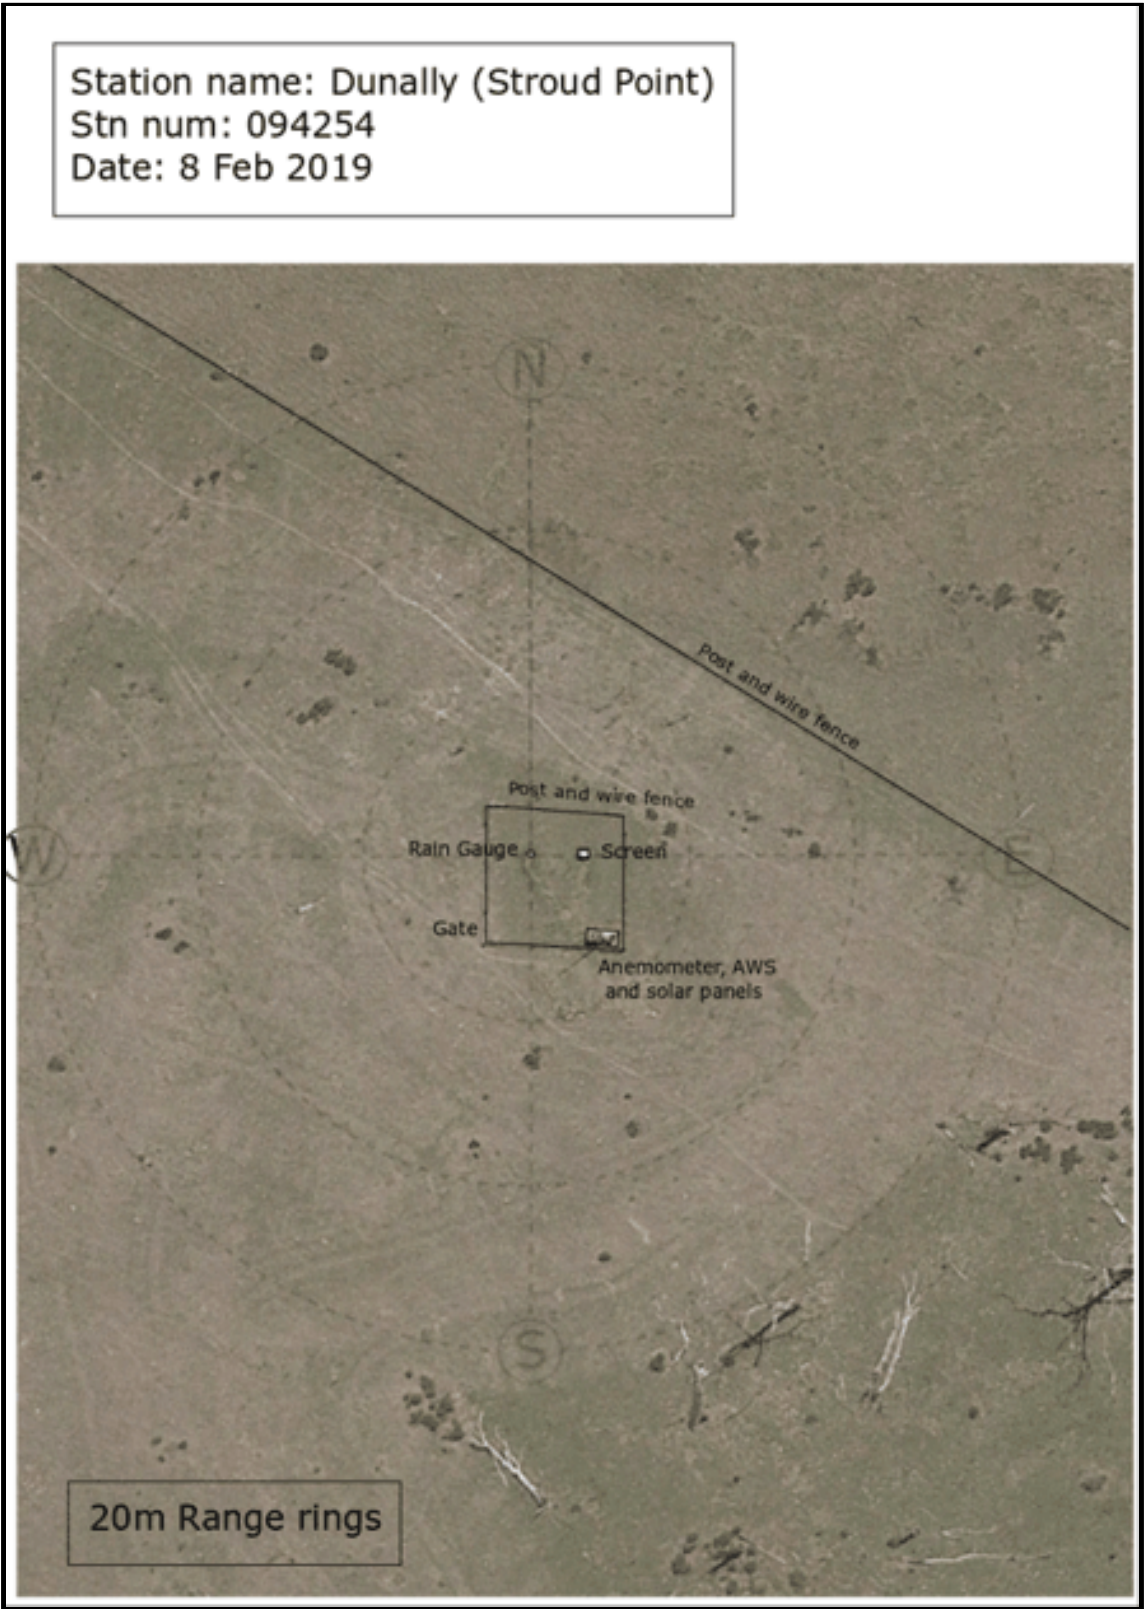 Station name: Dunally (Stroud Point)
Stn num: 094254
Date: 8 Feb 2019
N
Post and wire fence
Post and wire fence
W
Rain Gauge
Screen
E
Gate
Anemometer, AWS
and solar panels
S
20m Range rings